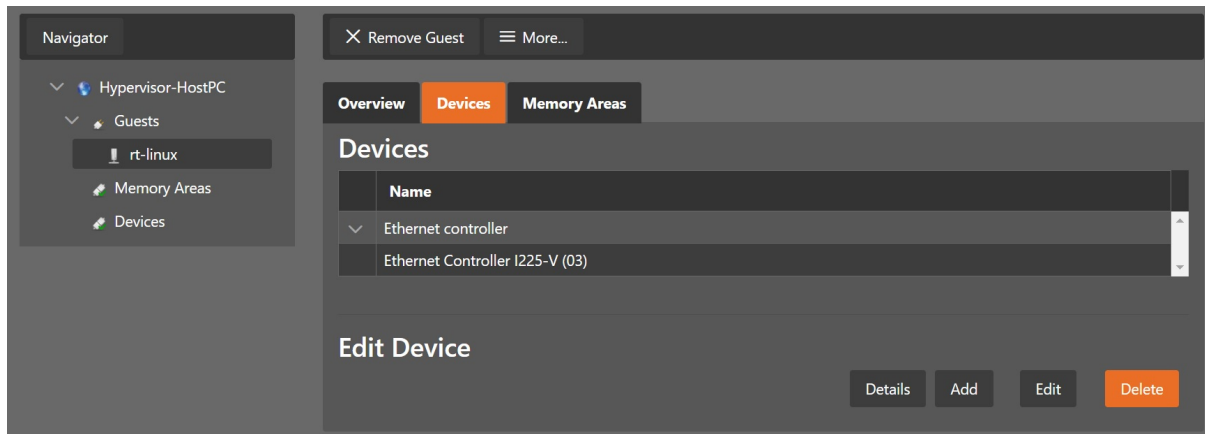 Navigator
Remove Guest More...
Hypervisor-HostPC
Guests
rt-linux
Memory Areas
Devices
Overview Devices Memory Areas
Devices
Name
Ethernet controller
Ethernet Controller I225-V (03)
Edit Device
Details Add Edit Delete